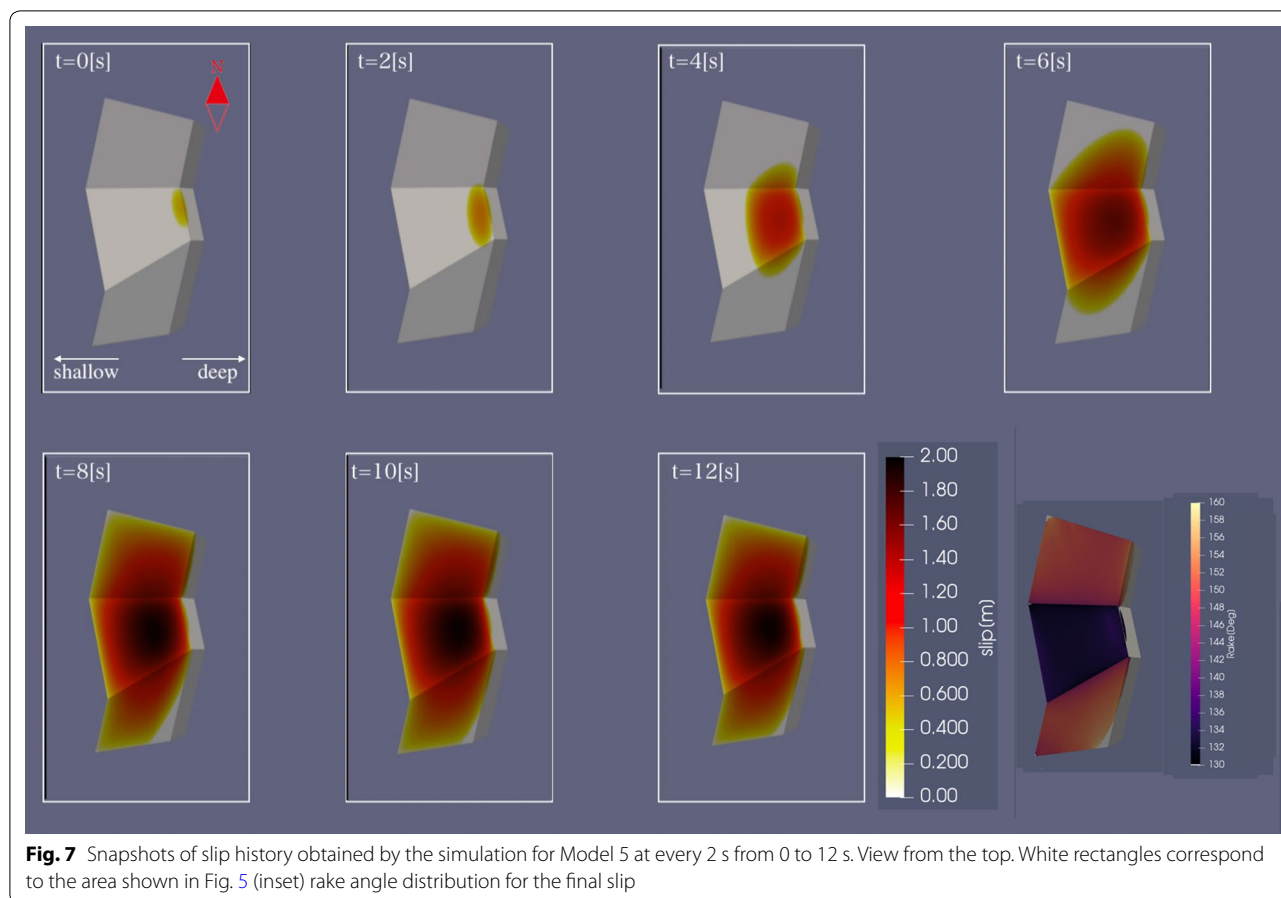 t=0[s]
N
t=2[s]
t=4[s]
t=6[s]
shallow
deep
t=8[s]
t=10[s]
t=12[s]
2.00
1.80
1.60
1.40
1.20
1.00
0.800
0.600
0.400
0.200
0.00
slip(m)
160
158
156
154
152
150
148
146
144
142
140
138
136
134
132
130
Rake(Deg)
Fig. 7 Snapshots of slip history obtained by the simulation for Model 5 at every 2 s from 0 to 12 s. View from the top. White rectangles correspond
to the area shown in Fig. 5 (inset) rake angle distribution for the final slip